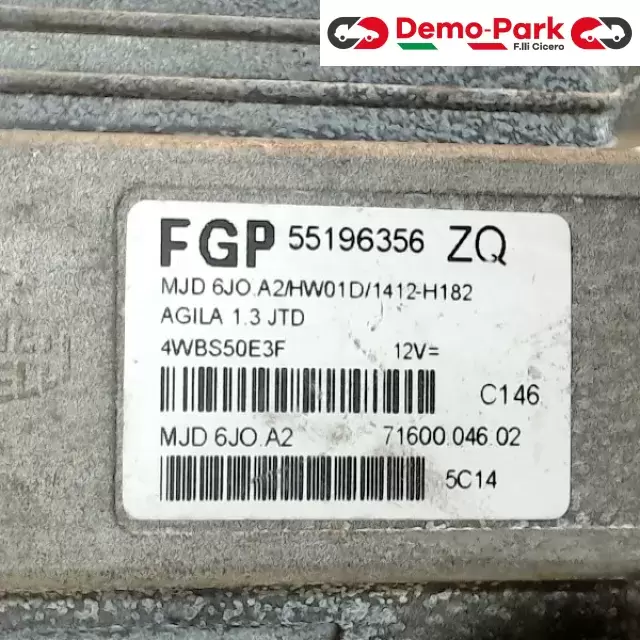 Demo-Park
F.lli Cicero
FGP 55196356 ZQ
MJD 6JO.A2/HW01D/1412-H182
AGILA 1.3 JTD
4WBS50E3F 12V=
C146
MJD 6JO.A2 71600.046.02
5C14